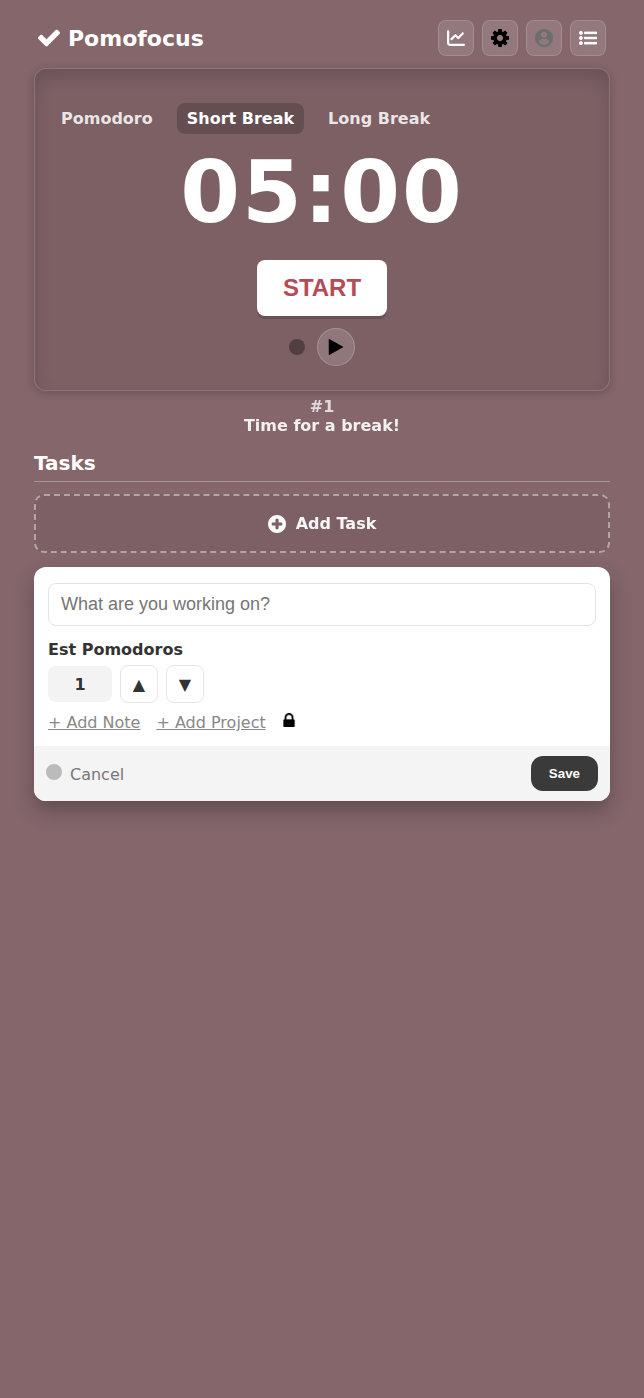 Pomofocus
Pomodoro Short Break Long Break
05:00
START
#1
Time for a break!
Tasks
Add Task
What are you working on?
Est Pomodoros
1 ▲ ▼
+ Add Note + Add Project
Cancel Save